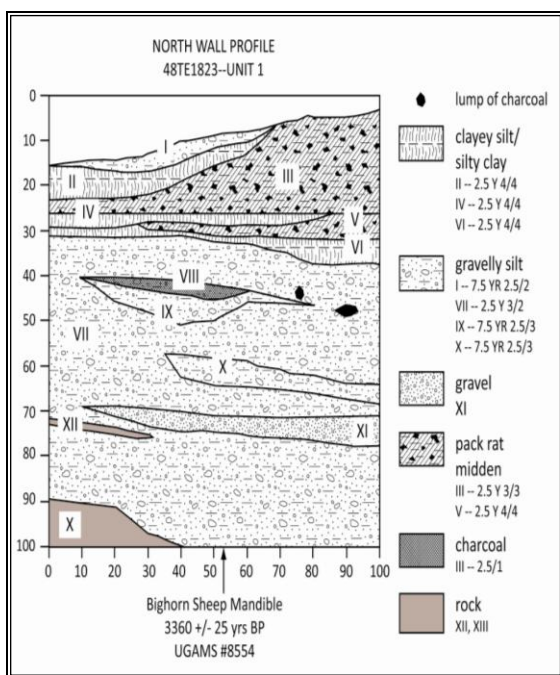 NORTH WALL PROFILE
48TE1823--UNIT 1
0
10
20
30
40
50
60
70
80
90
100
I
II
III
IV
V
VI
VIII
IX
VII
X
XII
XI
X
0 10 20 30 40 50 60 70 80 90 100
Bighorn Sheep Mandible
3360 +/- 25 yrs BP
UGAMS #8554
lump of charcoal
clayey silt/
silty clay
II -- 2.5 Y 4/4
IV -- 2.5 Y 4/4
VI -- 2.5 Y 4/4
gravelly silt
I -- 7.5 YR 2.5/2
VII -- 2.5 Y 3/2
IX -- 7.5 YR 2.5/3
X -- 7.5 YR 2.5/3
gravel
XI
pack rat
midden
III -- 2.5 Y 3/3
V -- 2.5 Y 4/4
charcoal
III -- 2.5/1
rock
XII, XIII